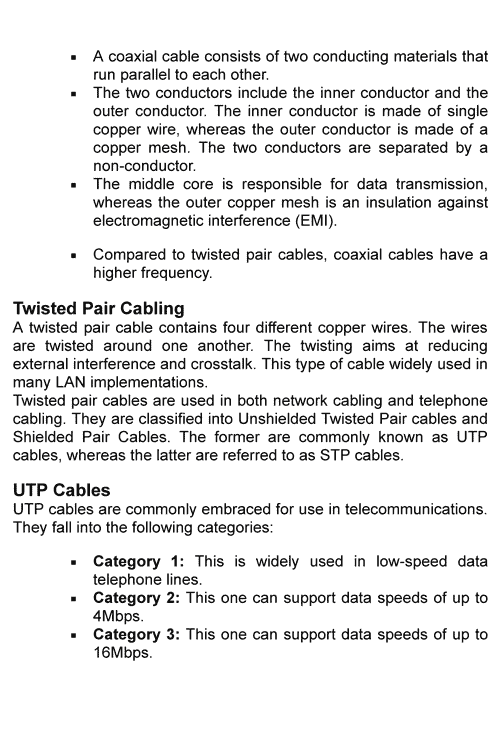 ▪ A coaxial cable consists of two conducting materials that
run parallel to each other.
▪ The two conductors include the inner conductor and the
outer conductor. The inner conductor is made of single
copper wire, whereas the outer conductor is made of a
copper mesh. The two conductors are separated by a
non-conductor.
▪ The middle core is responsible for data transmission,
whereas the outer copper mesh is an insulation against
electromagnetic interference (EMI).
▪ Compared to twisted pair cables, coaxial cables have a
higher frequency.
Twisted Pair Cabling
A twisted pair cable contains four different copper wires. The wires
are twisted around one another. The twisting aims at reducing
external interference and crosstalk. This type of cable widely used in
many LAN implementations.
Twisted pair cables are used in both network cabling and telephone
cabling. They are classified into Unshielded Twisted Pair cables and
Shielded Pair Cables. The former are commonly known as UTP
cables, whereas the latter are referred to as STP cables.
UTP Cables
UTP cables are commonly embraced for use in telecommunications.
They fall into the following categories:
▪ Category 1: This is widely used in low-speed data
telephone lines.
▪ Category 2: This one can support data speeds of up to
4Mbps.
▪ Category 3: This one can support data speeds of up to
16Mbps.